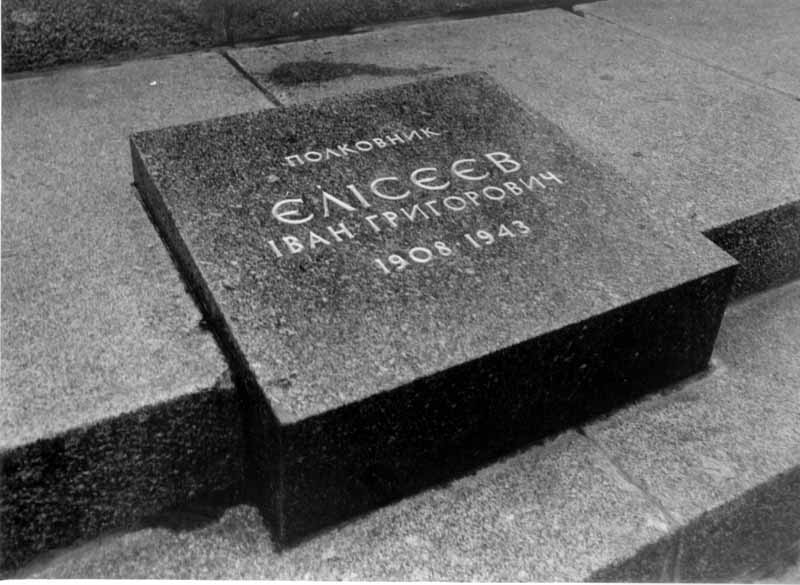 ПОЛКОВНИК
ЄЛІСЄЄВ
ІВАН ГРИГОРОВИЧ
1908 1943